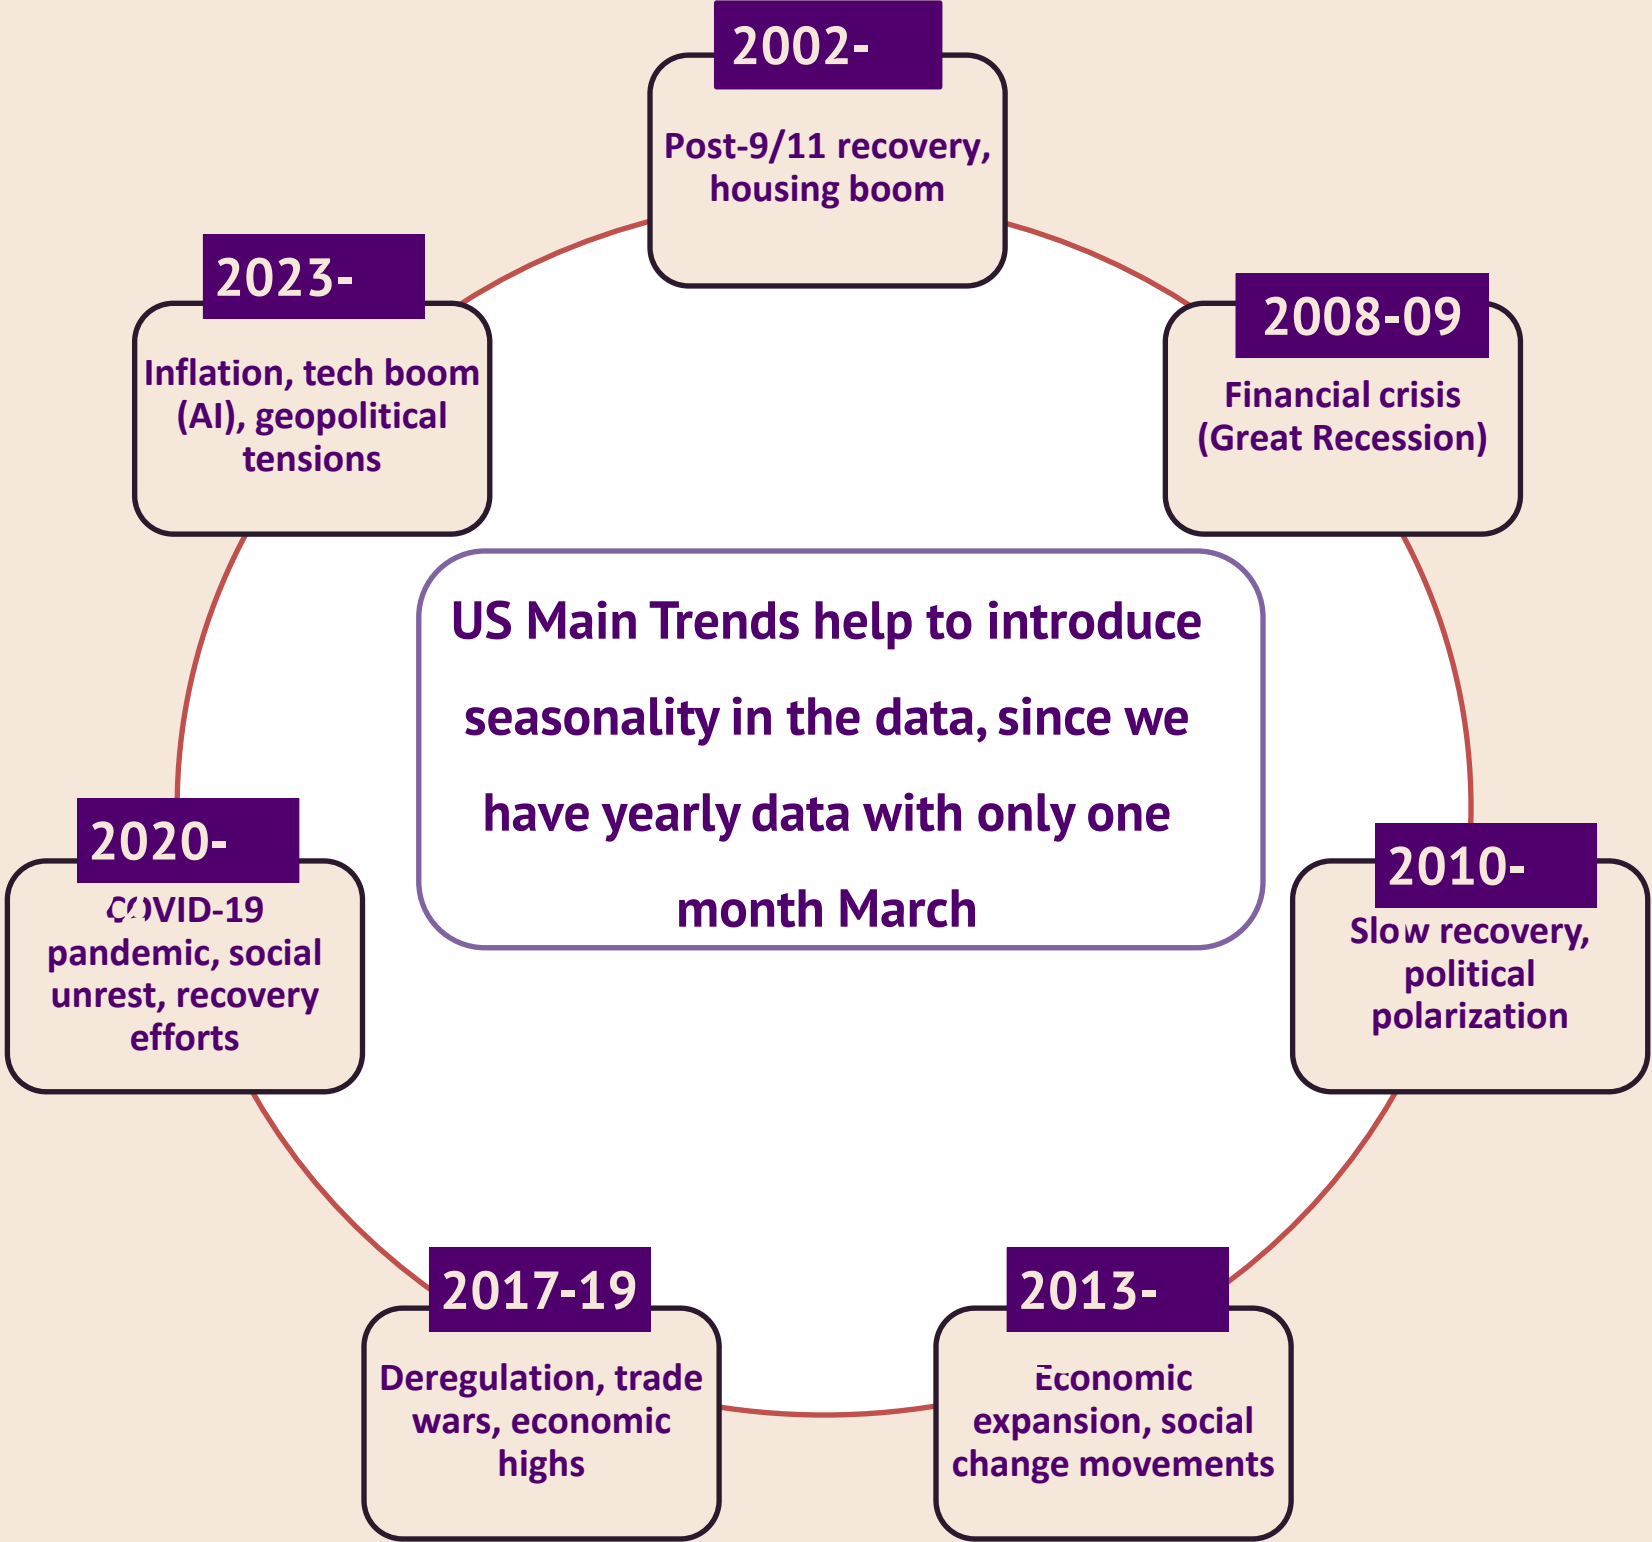 2002-
Post-9/11 recovery,
housing boom
2008-09
Financial crisis
(Great Recession)
2010-
Slow recovery,
political
polarization
2013-
Economic
expansion, social
change movements
2017-19
Deregulation, trade
wars, economic
highs
2020-
COVID-19
pandemic, social
unrest, recovery
efforts
2023-
Inflation, tech boom
(AI), geopolitical
tensions
US Main Trends help to introduce
seasonality in the data, since we
have yearly data with only one
month March